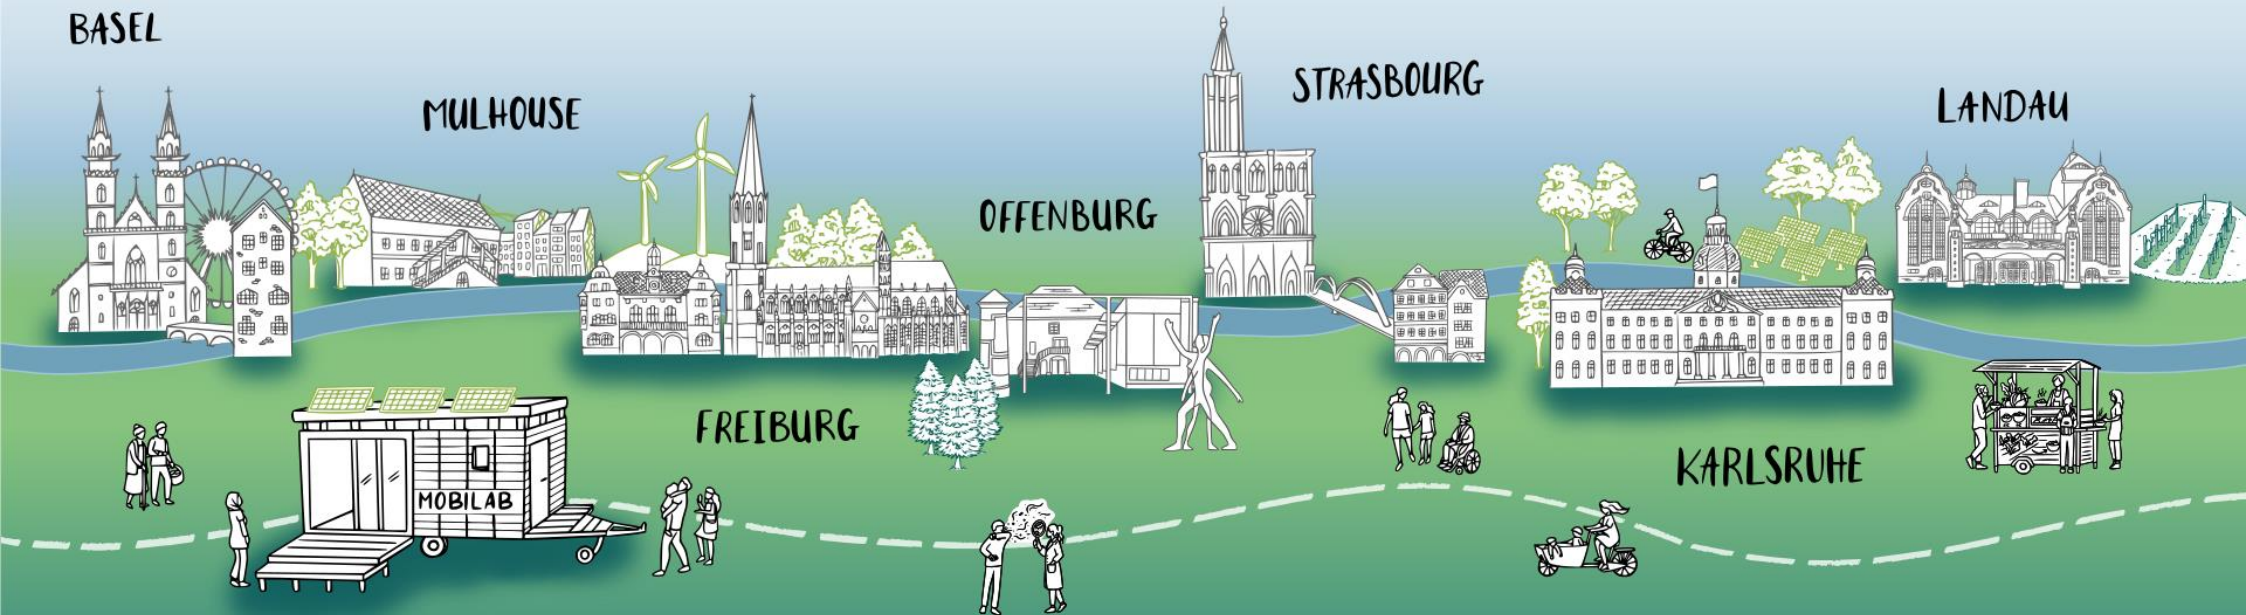 BASEL
MULHOUSE
OFFENBURG
STRASBOURG
LANDAU
FREIBURG
KARLSRUHE
MOBILAB